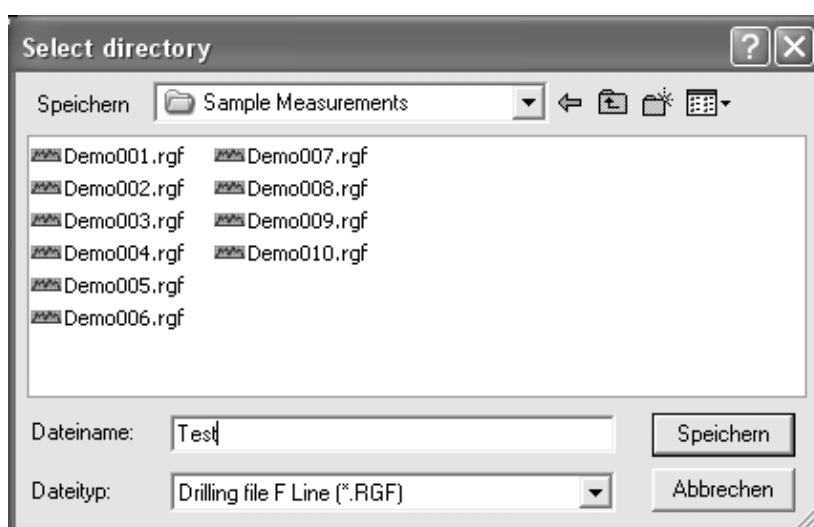 Select directory
Speichern Sample Measurements
Demo001.rgf Demo007.rgf
Demo002.rgf Demo008.rgf
Demo003.rgf Demo009.rgf
Demo004.rgf Demo010.rgf
Demo005.rgf
Demo006.rgf
Dateiname: Test Speichern
Dateityp: Drilling file F Line (*.RGF) Abbrechen